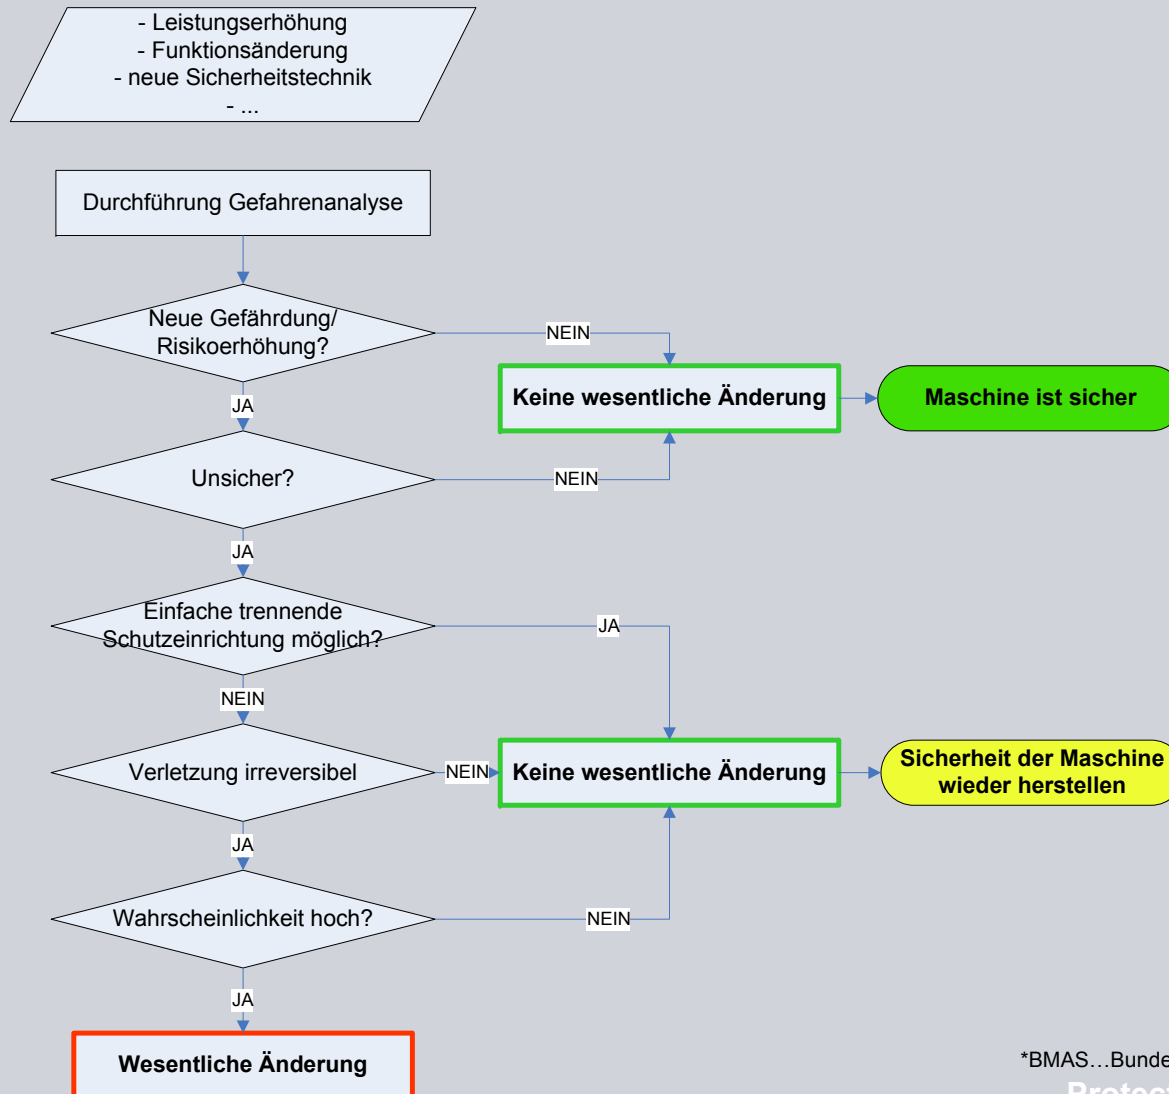 - Leistungserhöhung
- Funktionsänderung
- neue Sicherheitstechnik
- ...
Durchführung Gefahrenanalyse
Neue Gefährdung/
Risikoerhöhung?
NEIN
Keine wesentliche Änderung
Maschine ist sicher
JA
Unsicher?
NEIN
JA
Einfache trennende
Schutzeinrichtung möglich?
JA
NEIN
Verletzung irreversibel
NEIN
Keine wesentliche Änderung
Sicherheit der Maschine
wieder herstellen
JA
Wahrscheinlichkeit hoch?
NEIN
JA
Wesentliche Änderung
*BMAS…Bunde
Protect